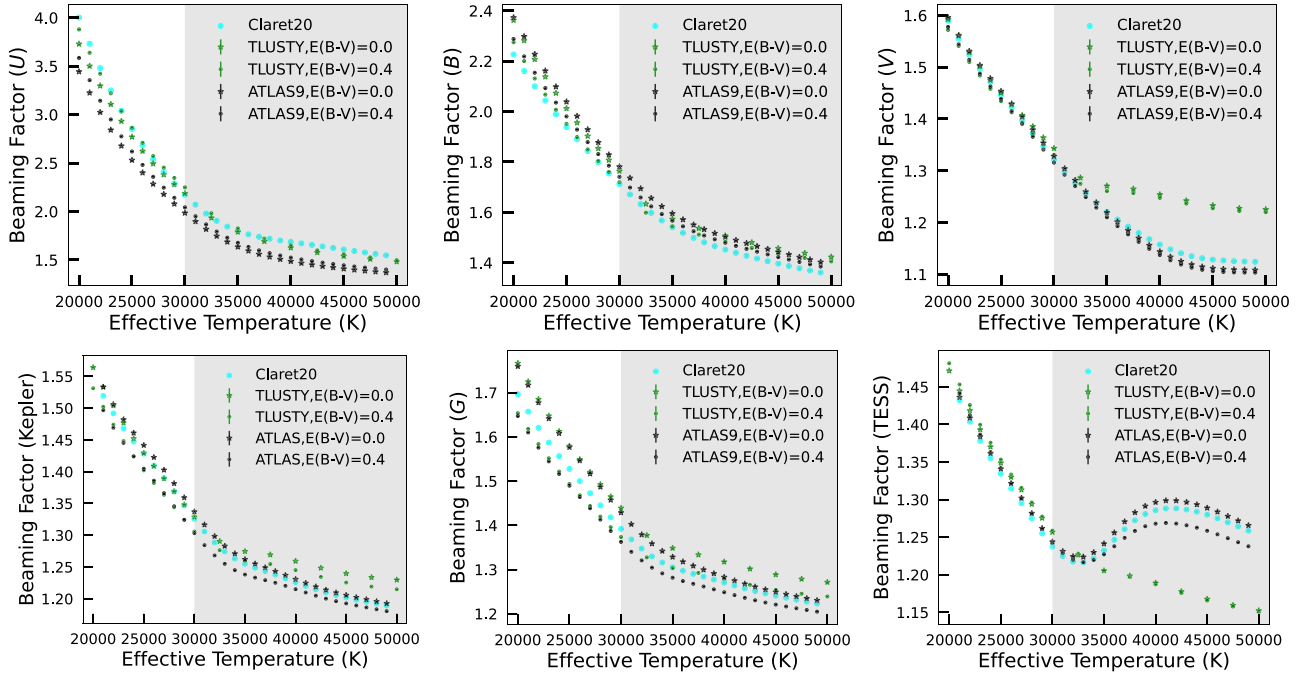 Beaming Factor (U)
4.0
3.5
3.0
2.5
2.0
1.5
Claret20
TLUSTY,E(B-V)=0.0
TLUSTY,E(B-V)=0.4
ATLAS9,E(B-V)=0.0
ATLAS9,E(B-V)=0.4
20000 25000 30000 35000 40000 45000 50000
Effective Temperature (K)
Beaming Factor (B)
2.4
2.2
2.0
1.8
1.6
1.4
Claret20
TLUSTY,E(B-V)=0.0
TLUSTY,E(B-V)=0.4
ATLAS9,E(B-V)=0.0
ATLAS9,E(B-V)=0.4
20000 25000 30000 35000 40000 45000 50000
Effective Temperature (K)
Beaming Factor (V)
1.6
1.5
1.4
1.3
1.2
1.1
Claret20
TLUSTY,E(B-V)=0.0
TLUSTY,E(B-V)=0.4
ATLAS9,E(B-V)=0.0
ATLAS9,E(B-V)=0.4
20000 25000 30000 35000 40000 45000 50000
Effective Temperature (K)
Beaming Factor (Kepler)
1.55
1.50
1.45
1.40
1.35
1.30
1.25
1.20
Claret20
TLUSTY,E(B-V)=0.0
TLUSTY,E(B-V)=0.4
ATLAS,E(B-V)=0.0
ATLAS,E(B-V)=0.4
20000 25000 30000 35000 40000 45000 50000
Effective Temperature (K)
Beaming Factor (G)
1.7
1.6
1.5
1.4
1.3
1.2
Claret20
TLUSTY,E(B-V)=0.0
TLUSTY,E(B-V)=0.4
ATLAS9,E(B-V)=0.0
ATLAS9,E(B-V)=0.4
20000 25000 30000 35000 40000 45000 50000
Effective Temperature (K)
Beaming Factor (TESS)
1.45
1.40
1.35
1.30
1.25
1.20
1.15
Claret20
TLUSTY,E(B-V)=0.0
TLUSTY,E(B-V)=0.4
ATLAS,E(B-V)=0.0
ATLAS,E(B-V)=0.4
20000 25000 30000 35000 40000 45000 50000
Effective Temperature (K)